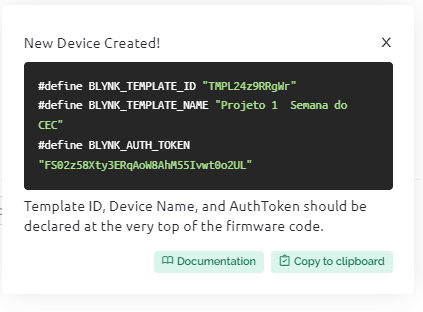 New Device Created!
#define BLYNK_TEMPLATE_ID "TMPL24z9RRgWr"
#define BLYNK_TEMPLATE_NAME "Projeto 1  Semana do
CEC"
#define BLYNK_AUTH_TOKEN
"FS02z58Xty3ERqAoW8AhM55Ivwt0o2UL"
Template ID, Device Name, and AuthToken should be
declared at the very top of the firmware code.
Documentation
Copy to clipboard